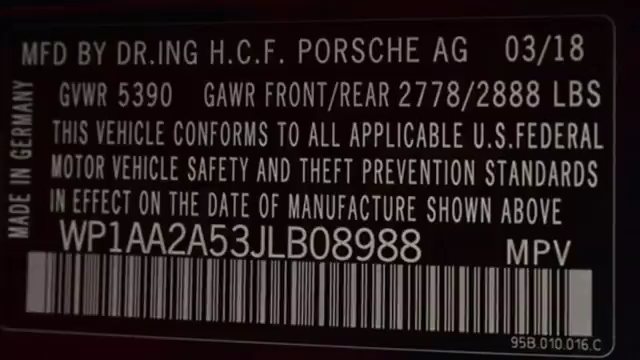 MFD BY DR.ING H.C.F. PORSCHE AG 03/18
GVWR 5390 GAWR FRONT/REAR 2778/2888 LBS
THIS VEHICLE CONFORMS TO ALL APPLICABLE U.S.FEDERAL
MOTOR VEHICLE SAFETY AND THEFT PREVENTION STANDARDS
IN EFFECT ON THE DATE OF MANUFACTURE SHOWN ABOVE
WP1AA2A53JLB08988 MPV
95B.010.016.C
MADE IN GERMANY